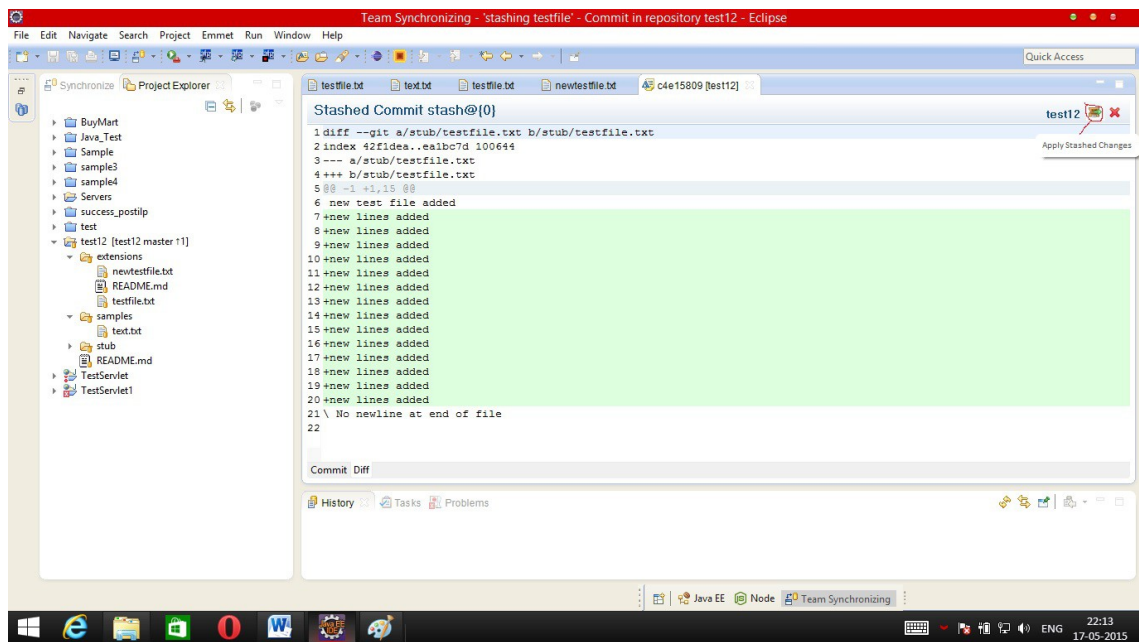 Team Synchronizing - 'stashing testfile' - Commit in repository test12 - Eclipse
File Edit Navigate Search Project Emmet Run Window Help
Quick Access
Synchronize Project Explorer
BuyMart
Java_Test
Sample
sample3
sample4
Servers
success_postilp
test
test12 [test12 master ↑1]
extensions
newtestfile.txt
README.md
testfile.txt
samples
text.txt
stub
README.md
TestServlet
TestServlet1
testfile.txt text.txt testfile.txt newtestfile.txt c4e15809 [test12]
Stashed Commit stash@{0}
test12
Apply Stashed Changes
1 diff --git a/stub/testfile.txt b/stub/testfile.txt
2 index 42f1dea..ea1bc7d 100644
3 --- a/stub/testfile.txt
4 +++ b/stub/testfile.txt
5 @@ -1 +1,15 @@
6  new test file added
7 +new lines added
8 +new lines added
9 +new lines added
10 +new lines added
11 +new lines added
12 +new lines added
13 +new lines added
14 +new lines added
15 +new lines added
16 +new lines added
17 +new lines added
18 +new lines added
19 +new lines added
20 +new lines added
21 \ No newline at end of file
22
Commit Diff
History Tasks Problems
Java EE Node Team Synchronizing
ENG
22:13
17-05-2015